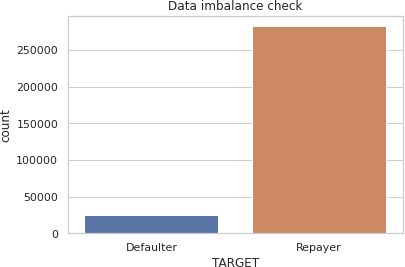 Data imbalance check
count
250000
200000
150000
100000
50000
0
Defaulter Repayer
TARGET